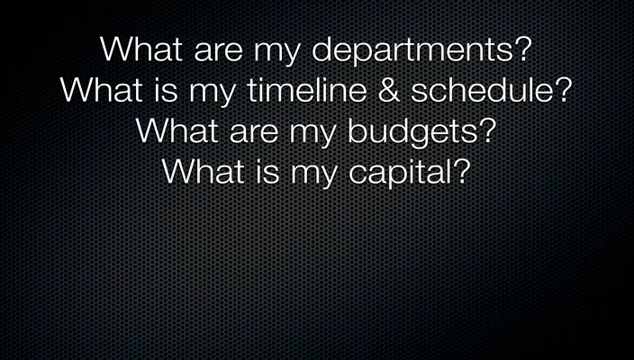 What are my departments?
What is my timeline & schedule?
What are my budgets?
What is my capital?